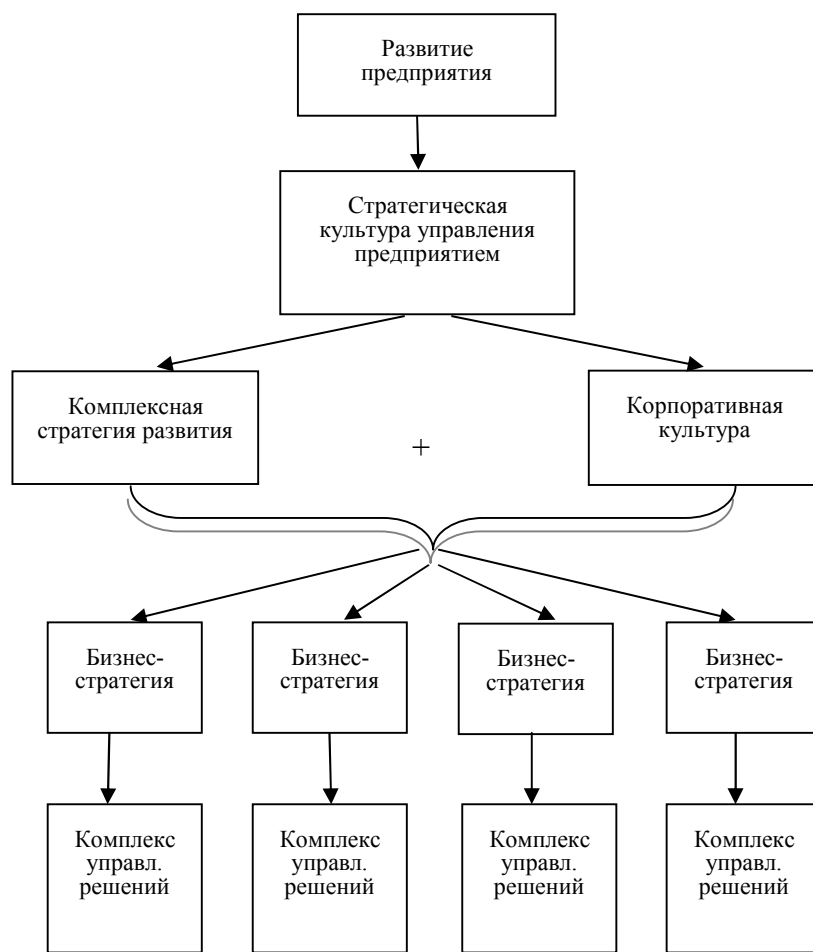 Развитие
предприятия
Стратегическая
культура управления
предприятием
Комплексная
стратегия развития
+
Корпоративная
культура
Бизнес-
стратегия
Бизнес-
стратегия
Бизнес-
стратегия
Бизнес-
стратегия
Комплекс
управл.
решений
Комплекс
управл.
решений
Комплекс
управл.
решений
Комплекс
управл.
решений